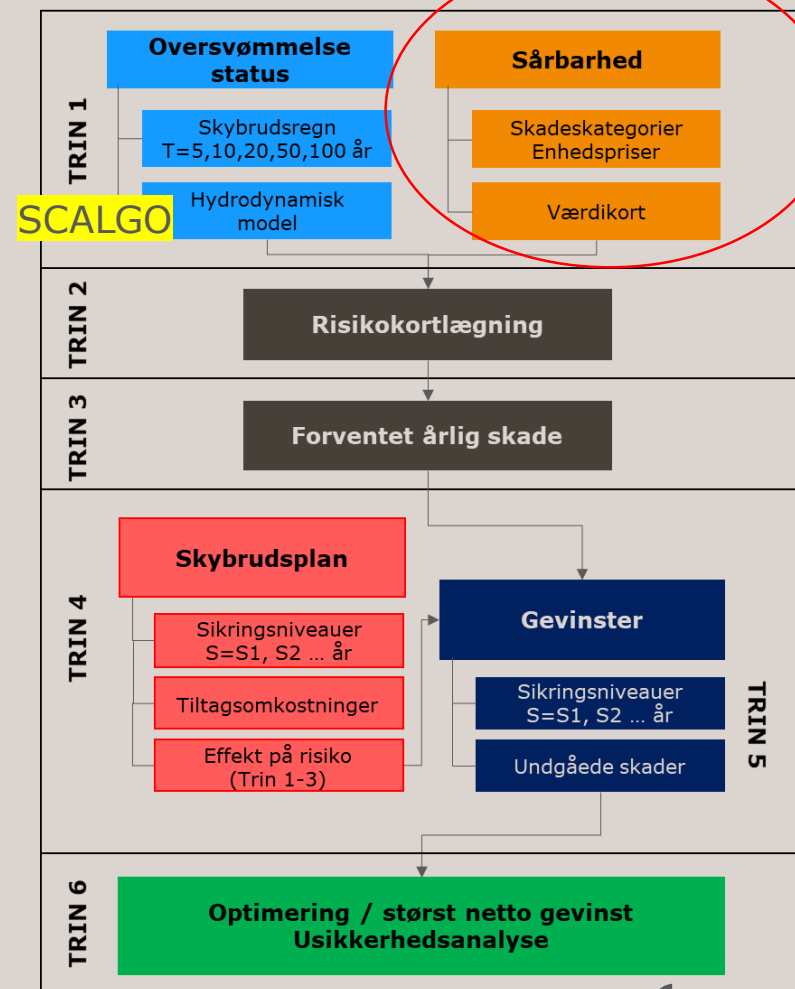 TRIN 1
Oversvømmelse
status
Skybrudsregn
T=5,10,20,50,100 år
Hydrodynamisk
model
SCALGO
Sårbarhed
Skadeskategorier
Enhedspriser
Værdikort
TRIN 2
Risikokortlægning
TRIN 3
Forventet årlig skade
TRIN 4
Skybrudsplan
Sikringsniveauer
S=S1, S2 ... år
Tiltagsomkostninger
Effekt på risiko
(Trin 1-3)
Gevinster
Sikringsniveauer
S=S1, S2 ... år
Undgåede skader
TRIN 5
TRIN 6
Optimering / størst netto gevinst
Usikkerhedsanalyse